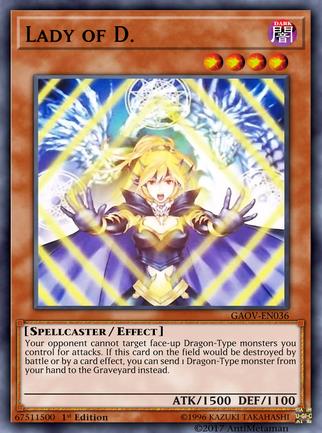 LADY OF D.
DARK
闇
GAOV-EN036
[SPELLCASTER / EFFECT]
Your opponent cannot target face-up Dragon-Type monsters you
control for attacks. If this card on the field would be destroyed
by battle or by a card effect, you can send 1 Dragon-Type monster
from your hand to the Graveyard instead.
ATK/1500 DEF/1100
67511500 1st Edition ©1996 KAZUKI TAKAHASHI
©2017 AntiMetaman